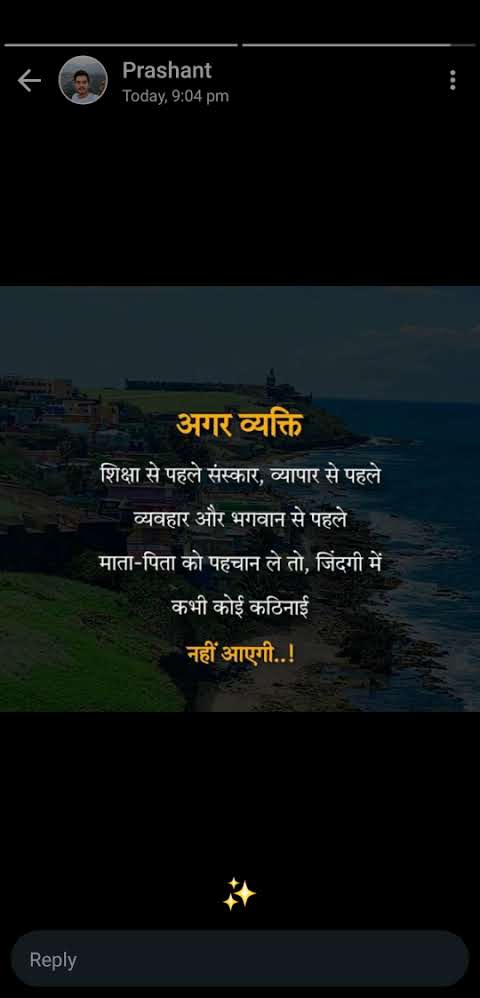 Prashant
Today, 9:04 pm
अगर व्यक्ति
शिक्षा से पहले संस्कार, व्यापार से पहले
व्यवहार और भगवान से पहले
माता-पिता को पहचान ले तो, जिंदगी में
कभी कोई कठिनाई
नहीं आएगी..!
✨
Reply